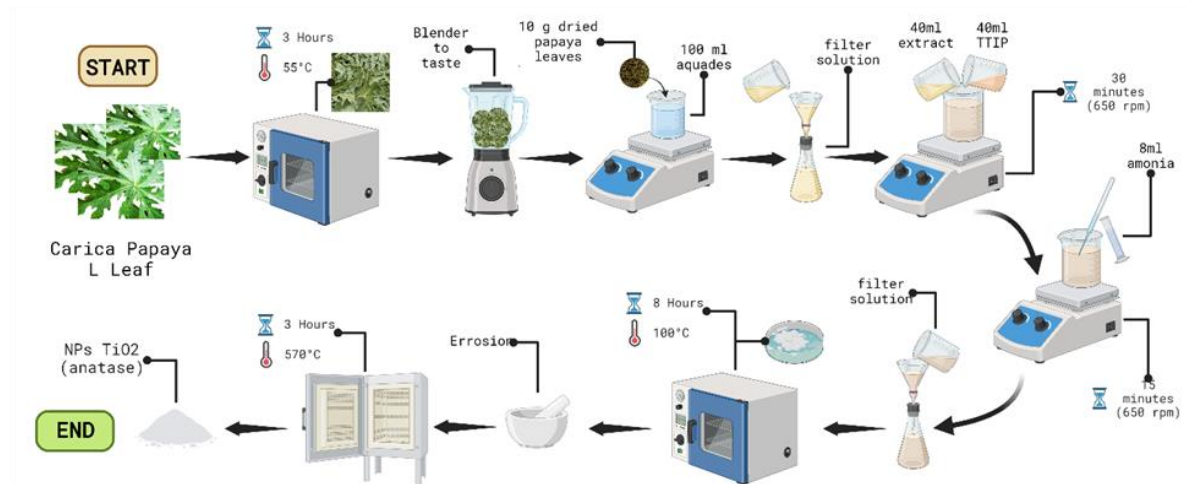 START
Carica Papaya
L Leaf
3 Hours
55°C
Blender
to
taste
10 g dried
papaya
leaves
100 ml
aquades
filter
solution
40ml
extract
40ml
TTIP
30
minutes
(650 rpm)
8ml
amonia
15
minutes
(650 rpm)
filter
solution
8 Hours
100°C
Errosion
3 Hours
570°C
NPs TiO2
(anatase)
END